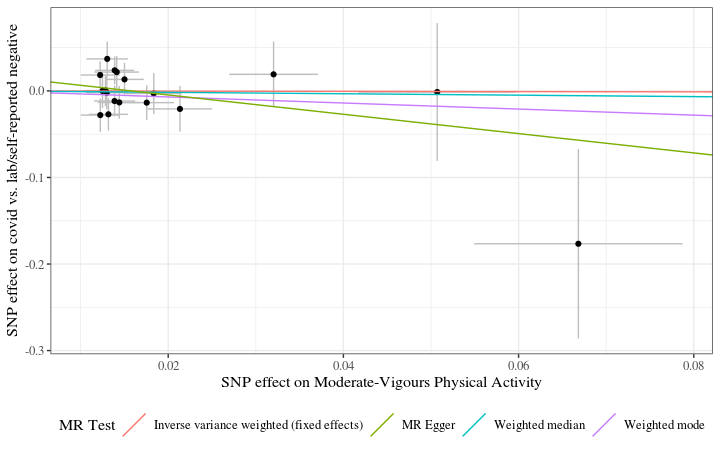 SNP effect on covid vs. lab/self-reported negative
0.0
-0.1
-0.2
-0.3
0.02
0.04
0.06
0.08
SNP effect on Moderate-Vigours Physical Activity
MR Test
Inverse variance weighted (fixed effects)
MR Egger
Weighted median
Weighted mode